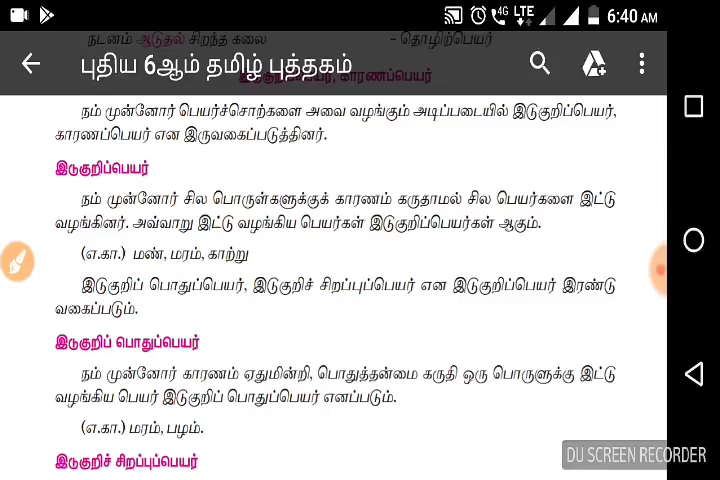 4G LTE 6:40 AM
நடனம் ஆடுதல் சிறந்த கலை – தொழிற்பெயர்
புதிய 6ஆம் தமிழ் புத்தகம்
இடுகுறிப்பெயர், காரணப்பெயர்
நம் முன்னோர் பெயர்ச்சொற்களை அவை வழங்கும் அடிப்படையில் இடுகுறிப்பெயர்,
காரணப்பெயர் என இருவகைப்படுத்தினர்.
இடுகுறிப்பெயர்
நம் முன்னோர் சில பொருள்களுக்குக் காரணம் கருதாமல் சில பெயர்களை இட்டு
வழங்கினர். அவ்வாறு இட்டு வழங்கிய பெயர்கள் இடுகுறிப்பெயர்கள் ஆகும்.
(எ.கா.) மண், மரம், காற்று
இடுகுறிப் பொதுப்பெயர், இடுகுறிச் சிறப்புப்பெயர் என இடுகுறிப்பெயர் இரண்டு
வகைப்படும்.
இடுகுறிப் பொதுப்பெயர்
நம் முன்னோர் காரணம் ஏதுமின்றி, பொதுத்தன்மை கருதி ஒரு பொருளுக்கு இட்டு
வழங்கிய பெயர் இடுகுறிப் பொதுப்பெயர் எனப்படும்.
(எ.கா.) மரம், பழம்.
இடுகுறிச் சிறப்புப்பெயர்
DU SCREEN RECORDER